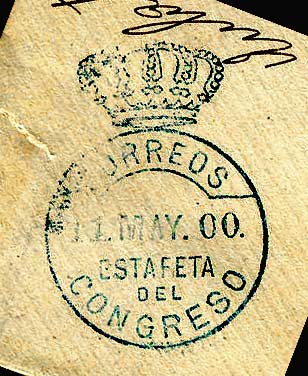 CORREOS
11. MAY. 00.
ESTAFETA
DEL
CONGRESO